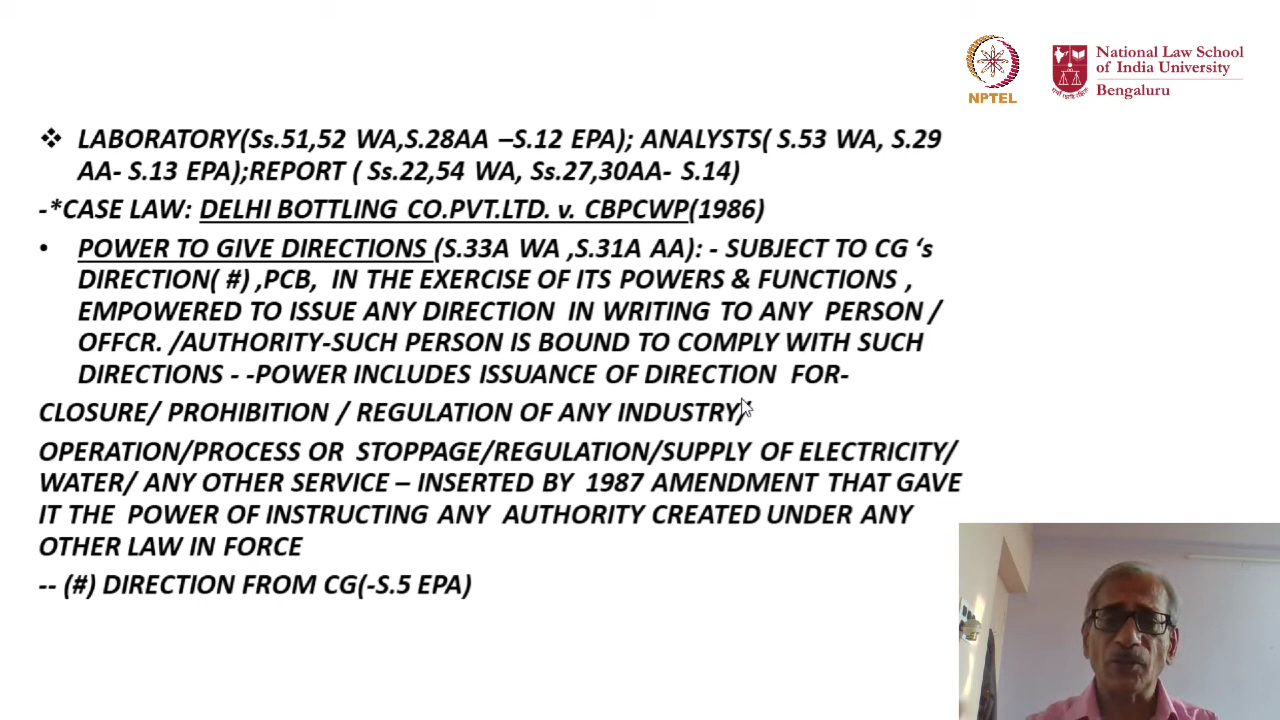 NPTEL
National Law School
of India University
Bengaluru
❖ LABORATORY(Ss.51,52 WA,S.28AA –S.12 EPA); ANALYSTS( S.53 WA, S.29
AA- S.13 EPA);REPORT ( Ss.22,54 WA, Ss.27,30AA- S.14)
-*CASE LAW: DELHI BOTTLING CO.PVT.LTD. v. CBPCWP(1986)
• POWER TO GIVE DIRECTIONS (S.33A WA ,S.31A AA): - SUBJECT TO CG ‘s
DIRECTION( #) ,PCB, IN THE EXERCISE OF ITS POWERS & FUNCTIONS ,
EMPOWERED TO ISSUE ANY DIRECTION IN WRITING TO ANY PERSON /
OFFCR. /AUTHORITY-SUCH PERSON IS BOUND TO COMPLY WITH SUCH
DIRECTIONS - -POWER INCLUDES ISSUANCE OF DIRECTION FOR-
CLOSURE/ PROHIBITION / REGULATION OF ANY INDUSTRY/
OPERATION/PROCESS OR STOPPAGE/REGULATION/SUPPLY OF ELECTRICITY/
WATER/ ANY OTHER SERVICE – INSERTED BY 1987 AMENDMENT THAT GAVE
IT THE POWER OF INSTRUCTING ANY AUTHORITY CREATED UNDER ANY
OTHER LAW IN FORCE
-- (#) DIRECTION FROM CG(-S.5 EPA)